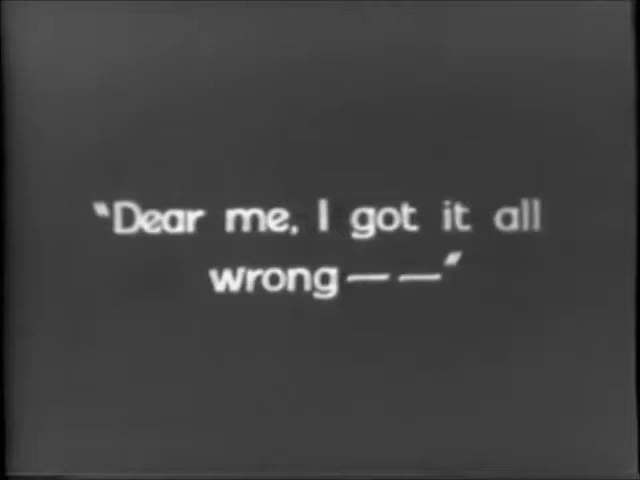 "Dear me, I got it all
wrong — —"